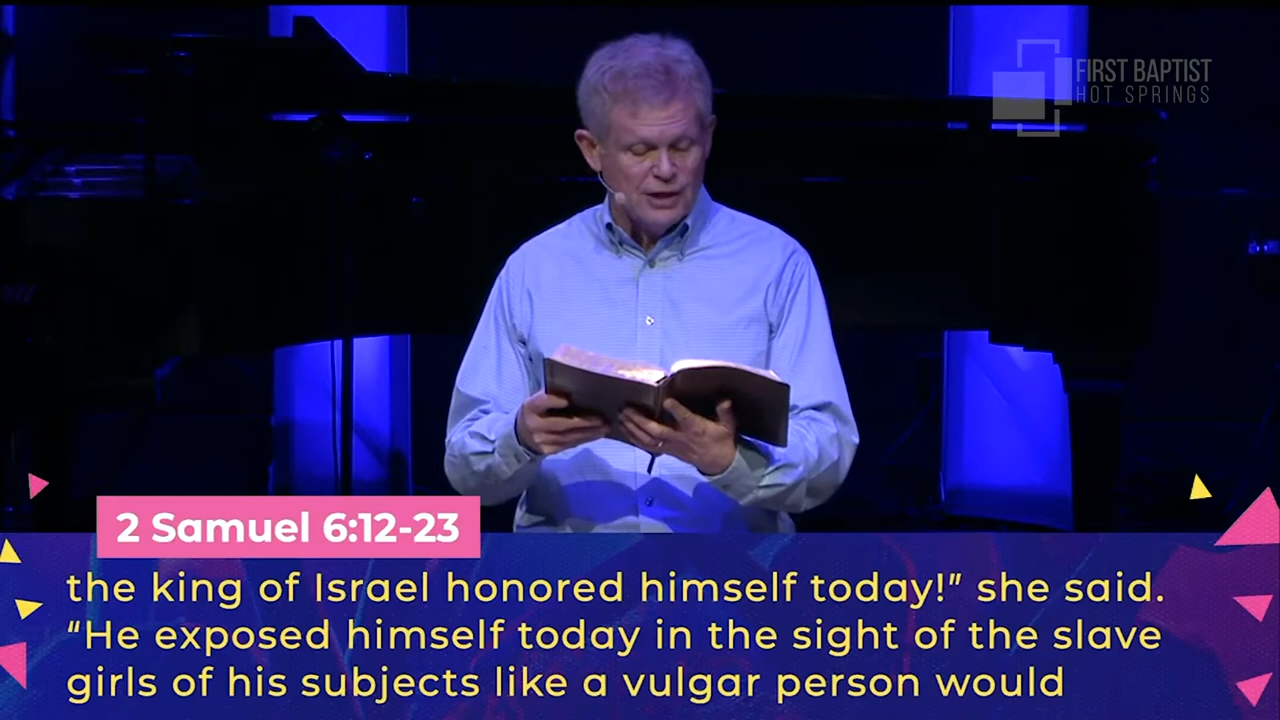 FIRST BAPTIST
HOT SPRINGS
2 Samuel 6:12-23
the king of Israel honored himself today!” she said.
“He exposed himself today in the sight of the slave
girls of his subjects like a vulgar person would